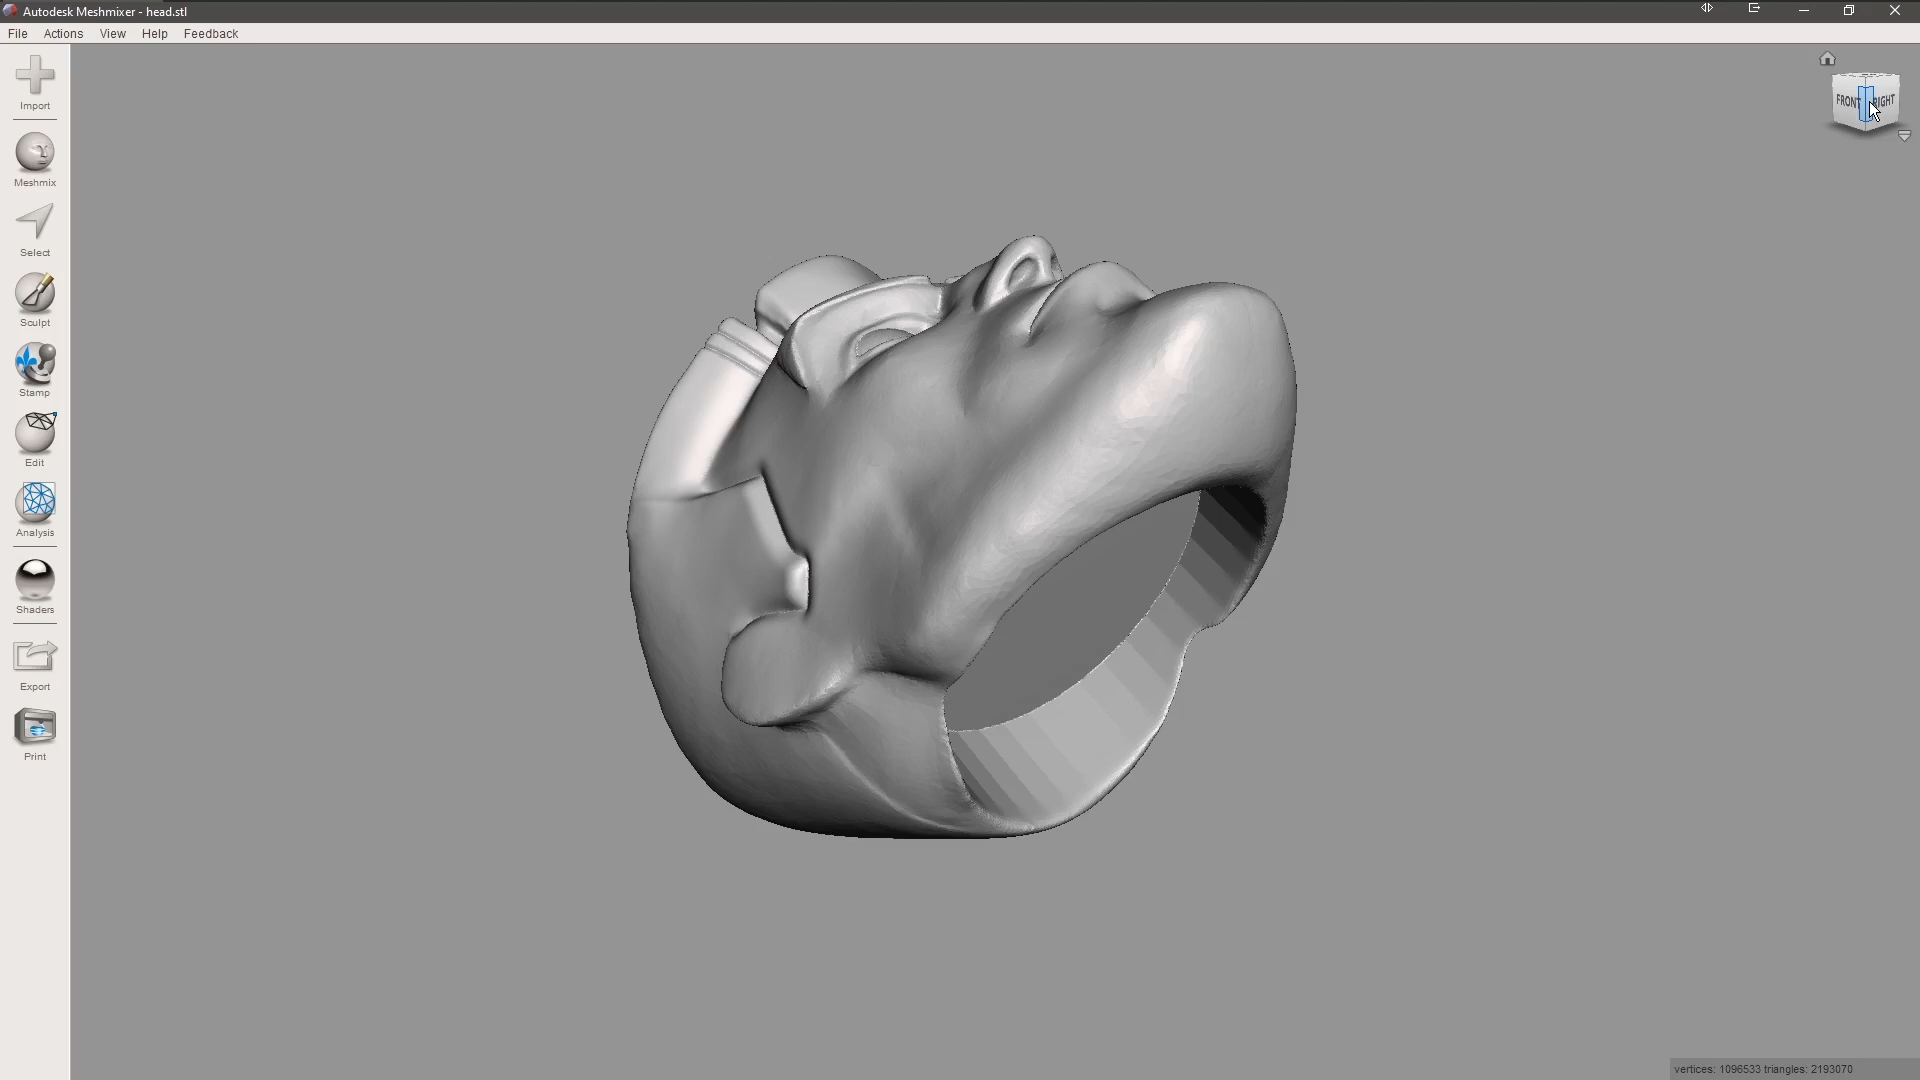 Autodesk Meshmixer - head.stl
File Actions View Help Feedback
Import
Meshmix
Select
Sculpt
Stamp
Edit
Analysis
Shaders
Export
Print
FRONT RIGHT
vertices: 1096533 triangles: 2193070